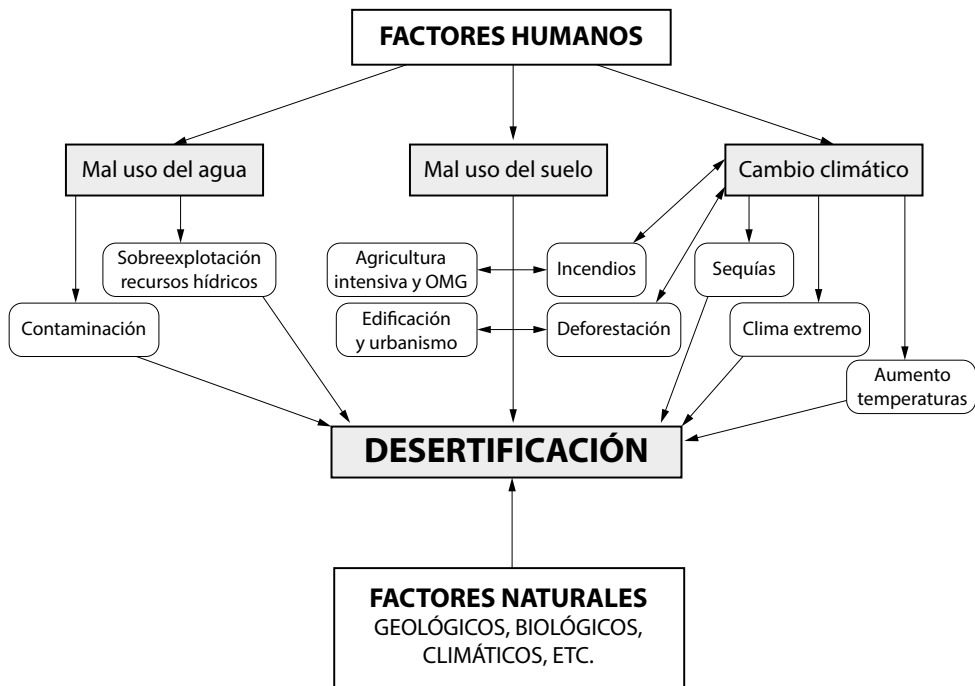 FACTORES HUMANOS
Mal uso del agua
Mal uso del suelo
Cambio climático
Sobreexplotación
recursos hídricos
Agricultura
intensiva y OMG
Incendios
Sequías
Contaminación
Edificación
y urbanismo
Deforestación
Clima extremo
Aumento
temperaturas
DESERTIFICACIÓN
FACTORES NATURALES
GEOLÓGICOS, BIOLÓGICOS,
CLIMÁTICOS, ETC.